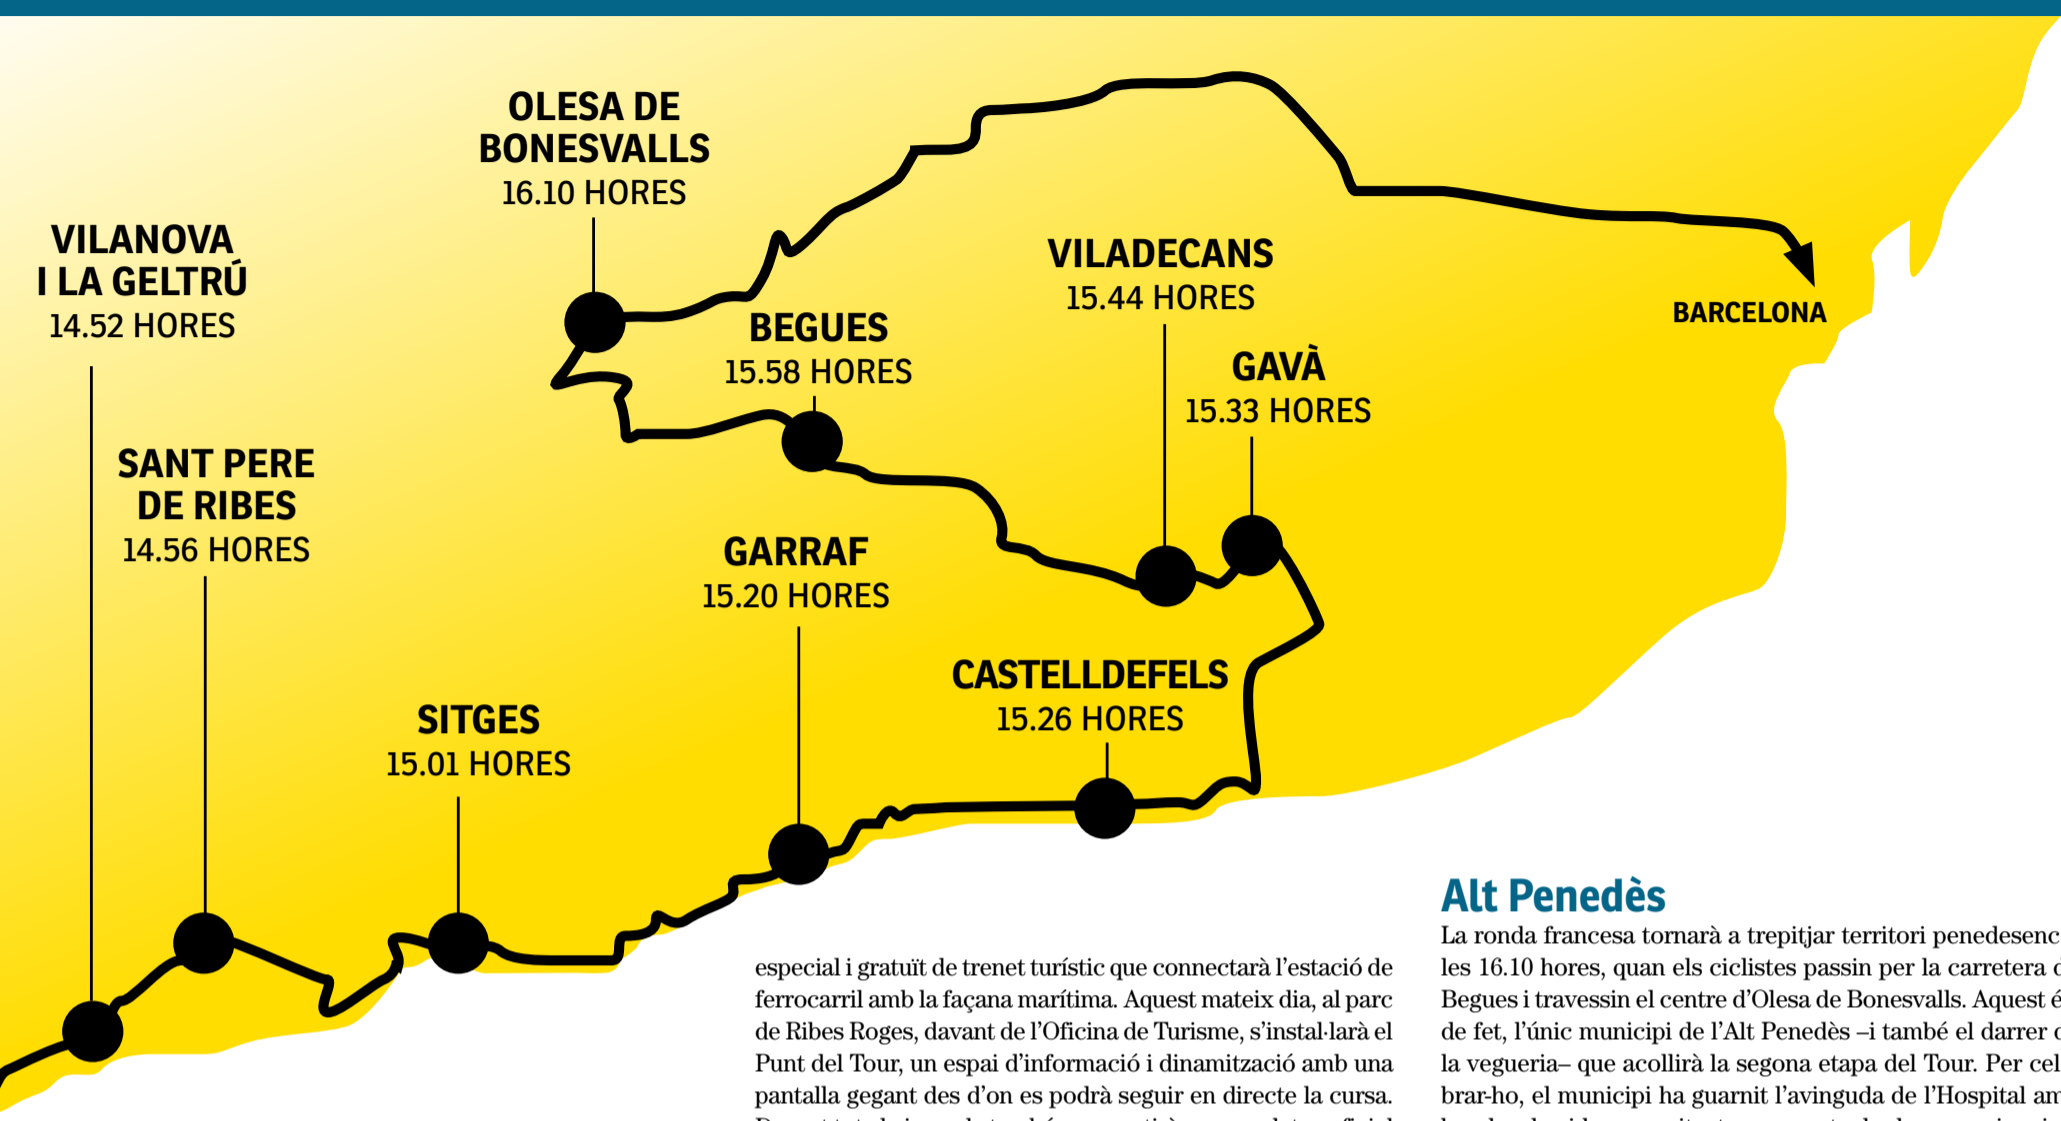 OLESA DE
BONESVALLS
16.10 HORES
VILANOVA
I LA GELTRÚ
14.52 HORES
VILADECANS
15.44 HORES
BARCELONA
BEGUES
15.58 HORES
GAVÀ
15.33 HORES
SANT PERE
DE RIBES
14.56 HORES
GARRAF
15.20 HORES
CASTELLDEFELS
15.26 HORES
SITGES
15.01 HORES
especial i gratuït de trenet turístic que connectarà l’estació de
ferrocarril amb la façana marítima. Aquest mateix dia, al parc
de Ribes Roges, davant de l’Oficina de Turisme, s’instal·larà el
Punt del Tour, un espai d’informació i dinamització amb una
pantalla gegant des d’on es podrà seguir en directe la cursa.
Alt Penedès
La ronda francesa tornarà a trepitjar territori penedesenc
les 16.10 hores, quan els ciclistes passin per la carretera
Begues i travessin el centre d’Olesa de Bonesvalls. Aquest
de fet, l’únic municipi de l’Alt Penedès –i també el darrer
la vegueria– que acollirà la segona etapa del Tour. Per cel
brar-ho, el municipi ha guarnit l’avinguda de l’Hospital